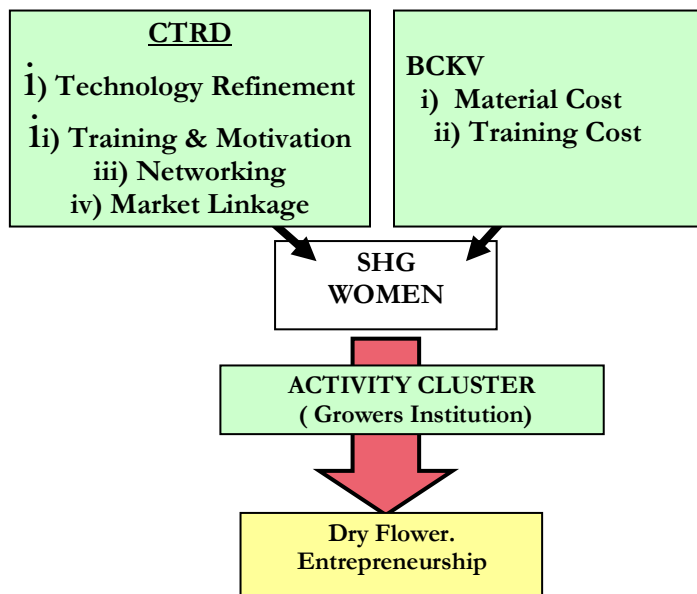 CTRD
i) Technology Refinement
ii) Training & Motivation
iii) Networking
iv) Market Linkage
BCKV
i) Material Cost
ii) Training Cost
SHG
WOMEN
ACTIVITY CLUSTER
( Growers Institution)
Dry Flower.
Entrepreneurship